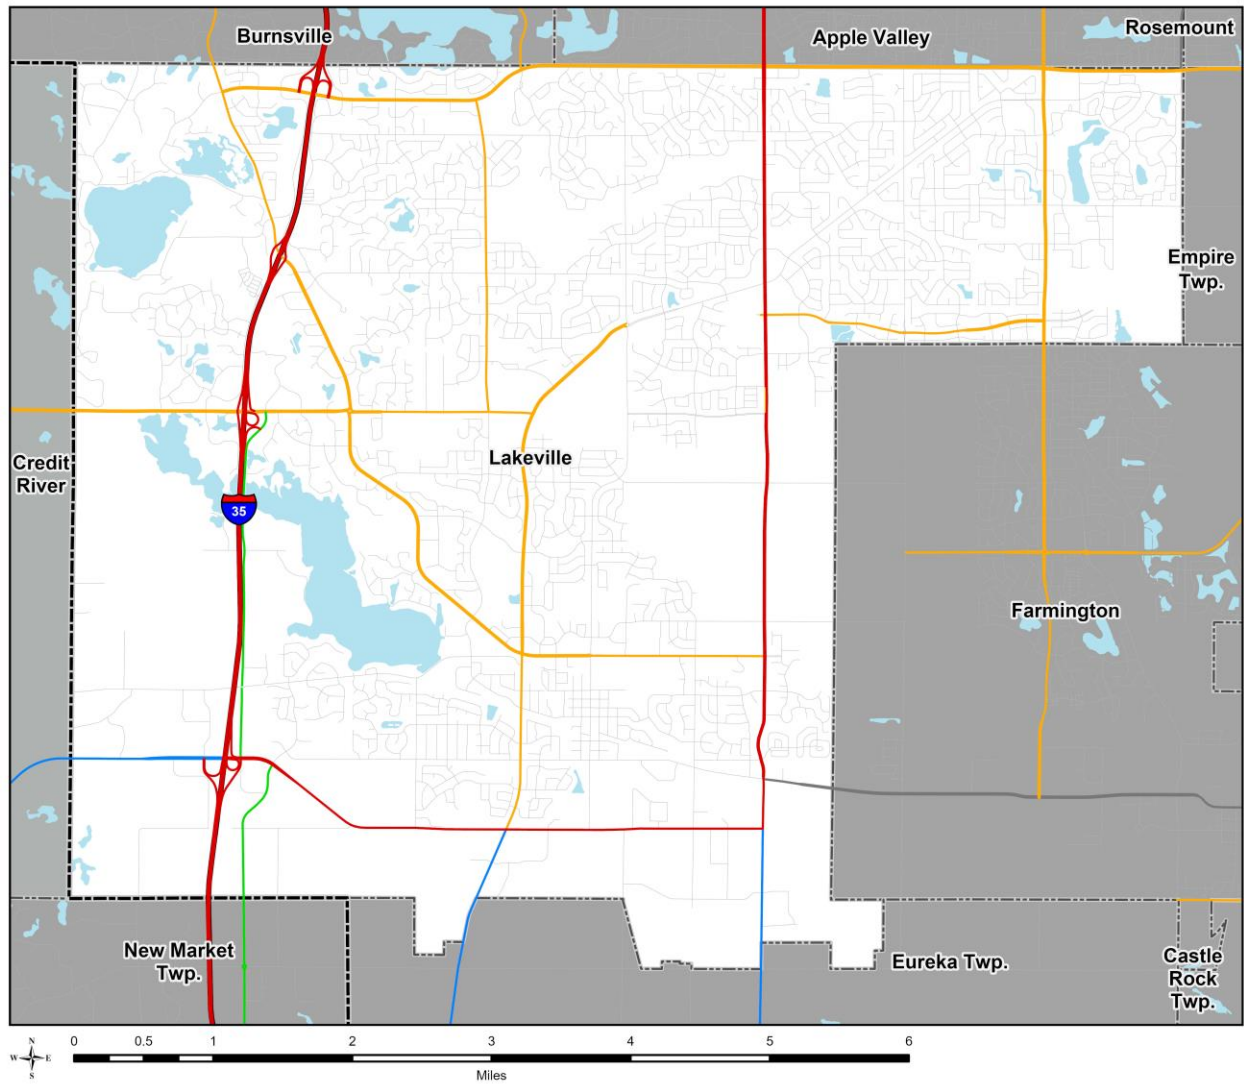 Burnsville
Apple Valley
Rosemount
Empire
Twp.
Credit
River
Lakeville
35
Farmington
New Market
Twp.
Eureka Twp.
Castle
Rock
Twp.
N
W E
S
0 0.5 1 2 3 4 5 6
Miles